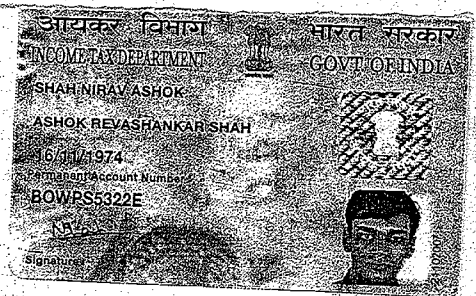 आयकर विभाग
भारत सरकार
INCOME TAX DEPARTMENT
GOVT. OF INDIA
SHAH NIRAV ASHOK
ASHOK REVASHANKAR SHAH
16/11/1974
Permanent Account Number
BOWPS5322E
Signature